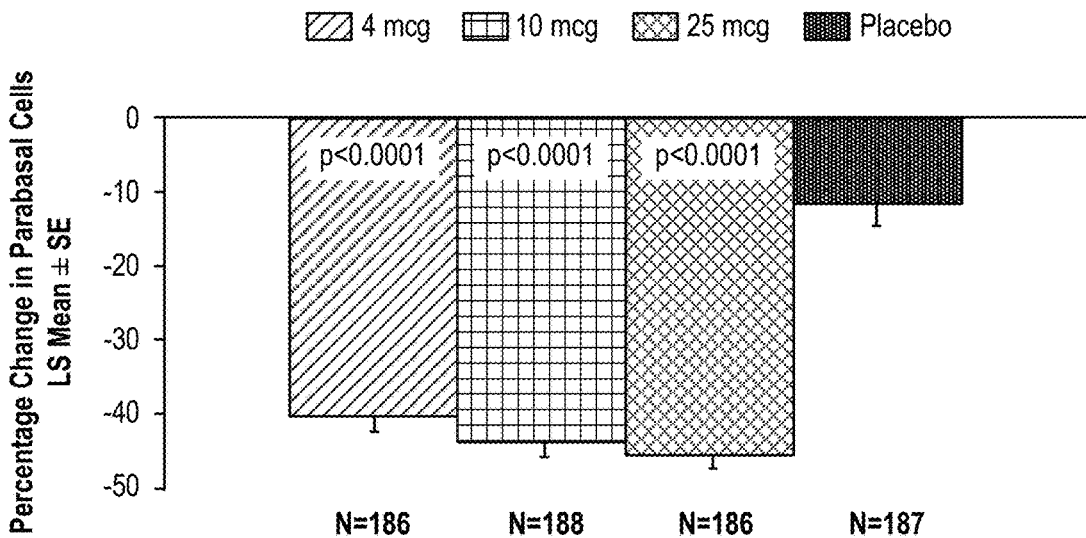 4 mcg 10 mcg 25 mcg Placebo
Percentage Change in Parabasal Cells
LS Mean ± SE
0
-10
-20
-30
-40
-50
p<0.0001 p<0.0001 p<0.0001
N=186 N=188 N=186 N=187